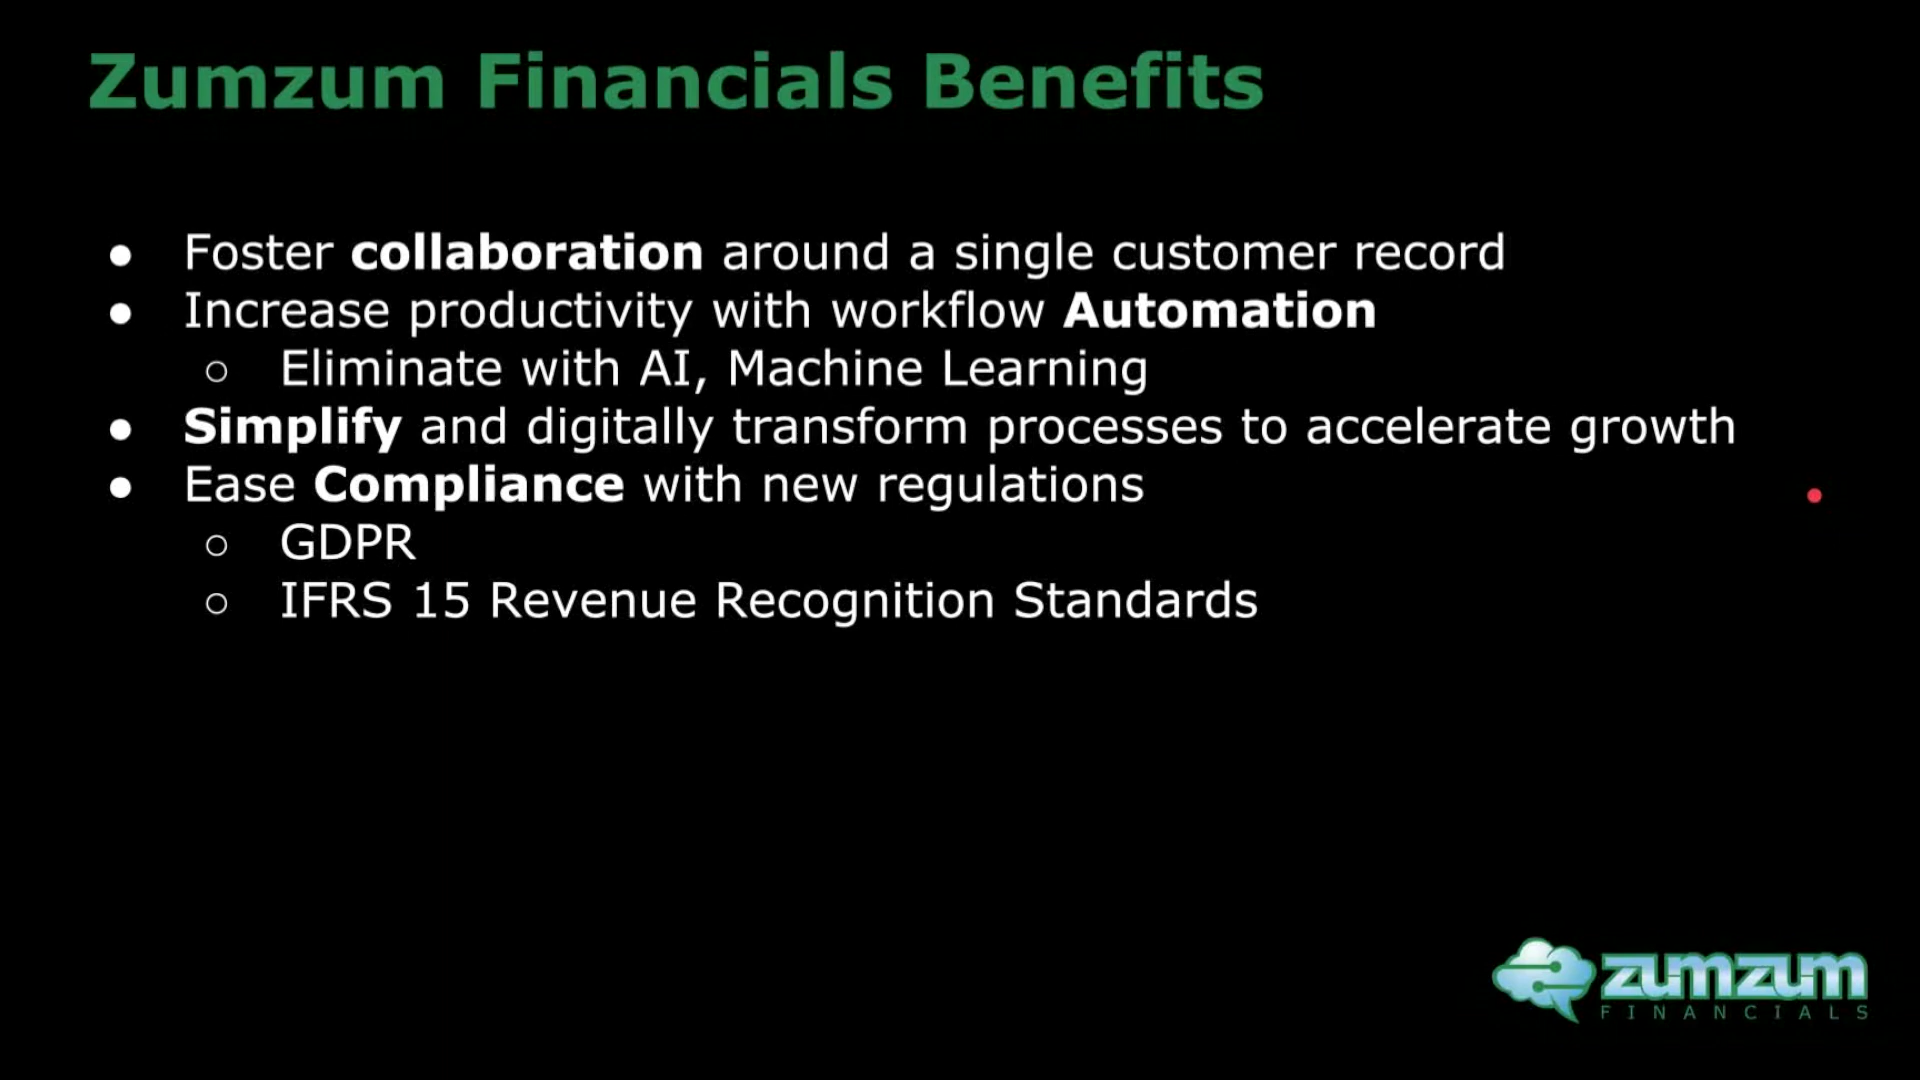 Zumzum Financials Benefits
● Foster collaboration around a single customer record
● Increase productivity with workflow Automation
○ Eliminate with AI, Machine Learning
● Simplify and digitally transform processes to accelerate growth
● Ease Compliance with new regulations
○ GDPR
○ IFRS 15 Revenue Recognition Standards
zumzum
FINANCIALS